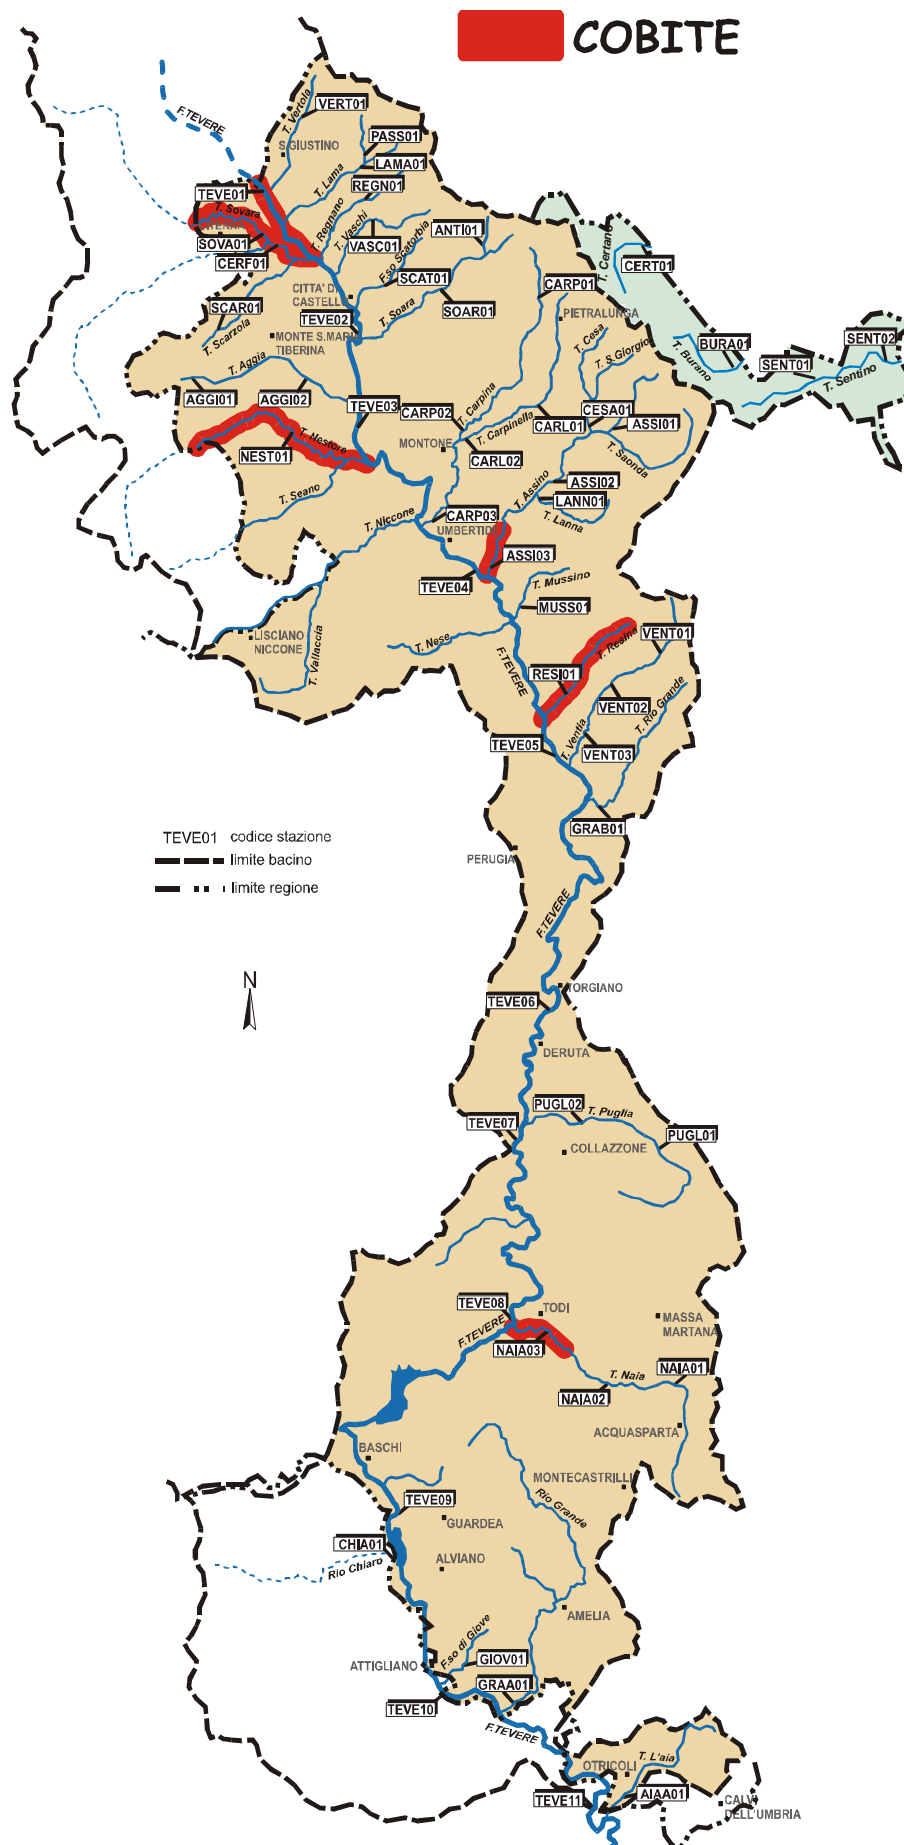 COBITE
F.TEVERE
T. Vertola
VERT01
S.GIUSTINO
PASS01
LAMA01
T. Lama
REGN01
TEVE01
T. Sovara
SOVA01
CERF01
T. Regnano
T. Vaschi
VASC01
F.so Scatorbia
ANTI01
SCAT01
CITTA' DI
CASTELLO
T. Soara
SOAR01
SCAR01
T. Scarzola
TEVE02
MONTE S.MARIA
TIBERINA
CARP01
PIETRALUNGA
T. Certano
CERT01
T. Burano
BURA01
SENT01
SENT02
T. Sentino
T. Cesa
T. S.Giorgio
T. Aggia
AGGI01
AGGI02
TEVE03
CARP02
T. Carpina
T. Carpinella
CARL01
CESA01
ASSI01
MONTONE
CARL02
T. Saonda
T. Nestore
NEST01
T. Seano
ASSI02
T. Assino
LANN01
T. Lanna
T. Niccone
CARP03
UMBERTIDE
ASSI03
TEVE04
T. Mussino
MUSS01
LISCIANO
NICCONE
T. Vallaccia
T. Nese
F.TEVERE
T. Resina
VENT01
RESI01
VENT02
T. Rio Grande
TEVE05
T. Ventia
VENT03
GRAB01
TEVE01 codice stazione
limite bacino
limite regione
PERUGIA
F.TEVERE
N
TORGIANO
TEVE06
DERUTA
PUGL02
T. Puglia
TEVE07
PUGL01
COLLAZZONE
TEVE08
TODI
F.TEVERE
NAIA03
MASSA
MARTANA
NAIA01
T. Naia
NAIA02
ACQUASPARTA
BASCHI
MONTECASTRILLI
TEVE09
Rio Grande
GUARDEA
CHIA01
Rio Chiaro
ALVIANO
AMELIA
F.so di Giove
ATTIGLIANO
GIOV01
GRAA01
TEVE10
F.TEVERE
OTRICOLI
T. L'aia
TEVE11
AIAA01
CALVI
DELL'UMBRIA